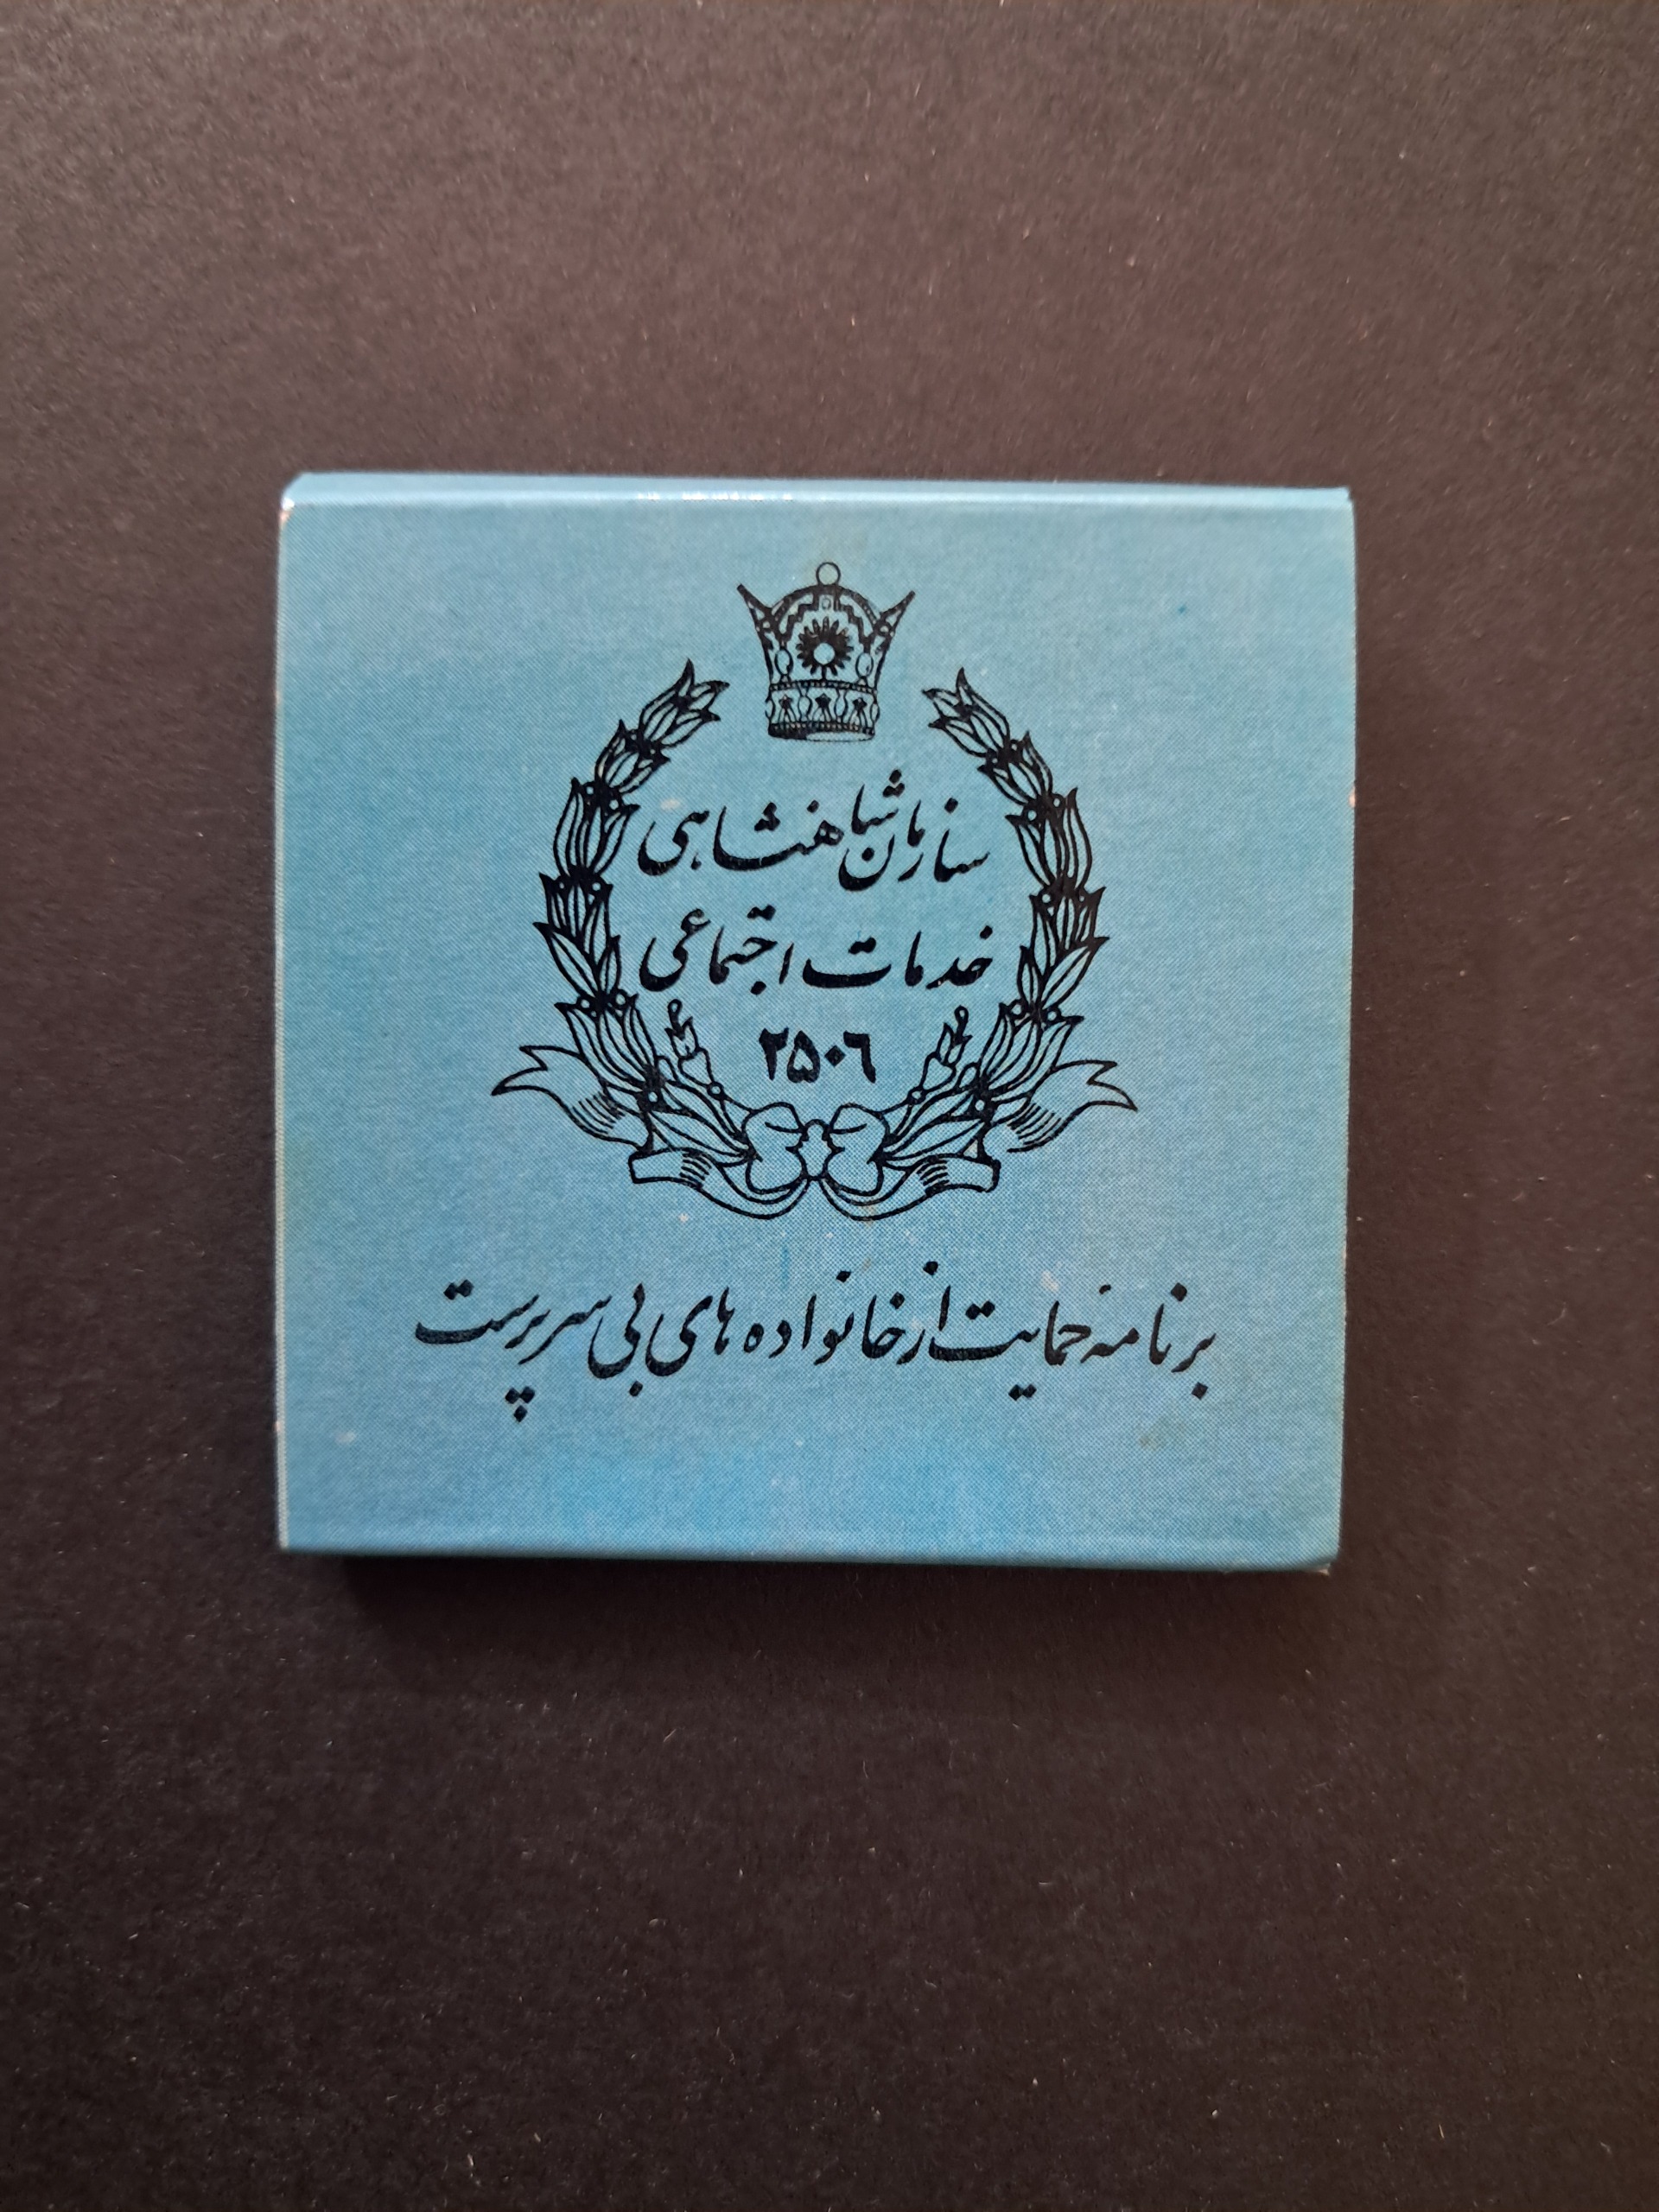 سازمان شاهنشاهی
خدمات اجتماعی
۲۵۰۶
برنامه حمایت از خانواده های بی سرپرست